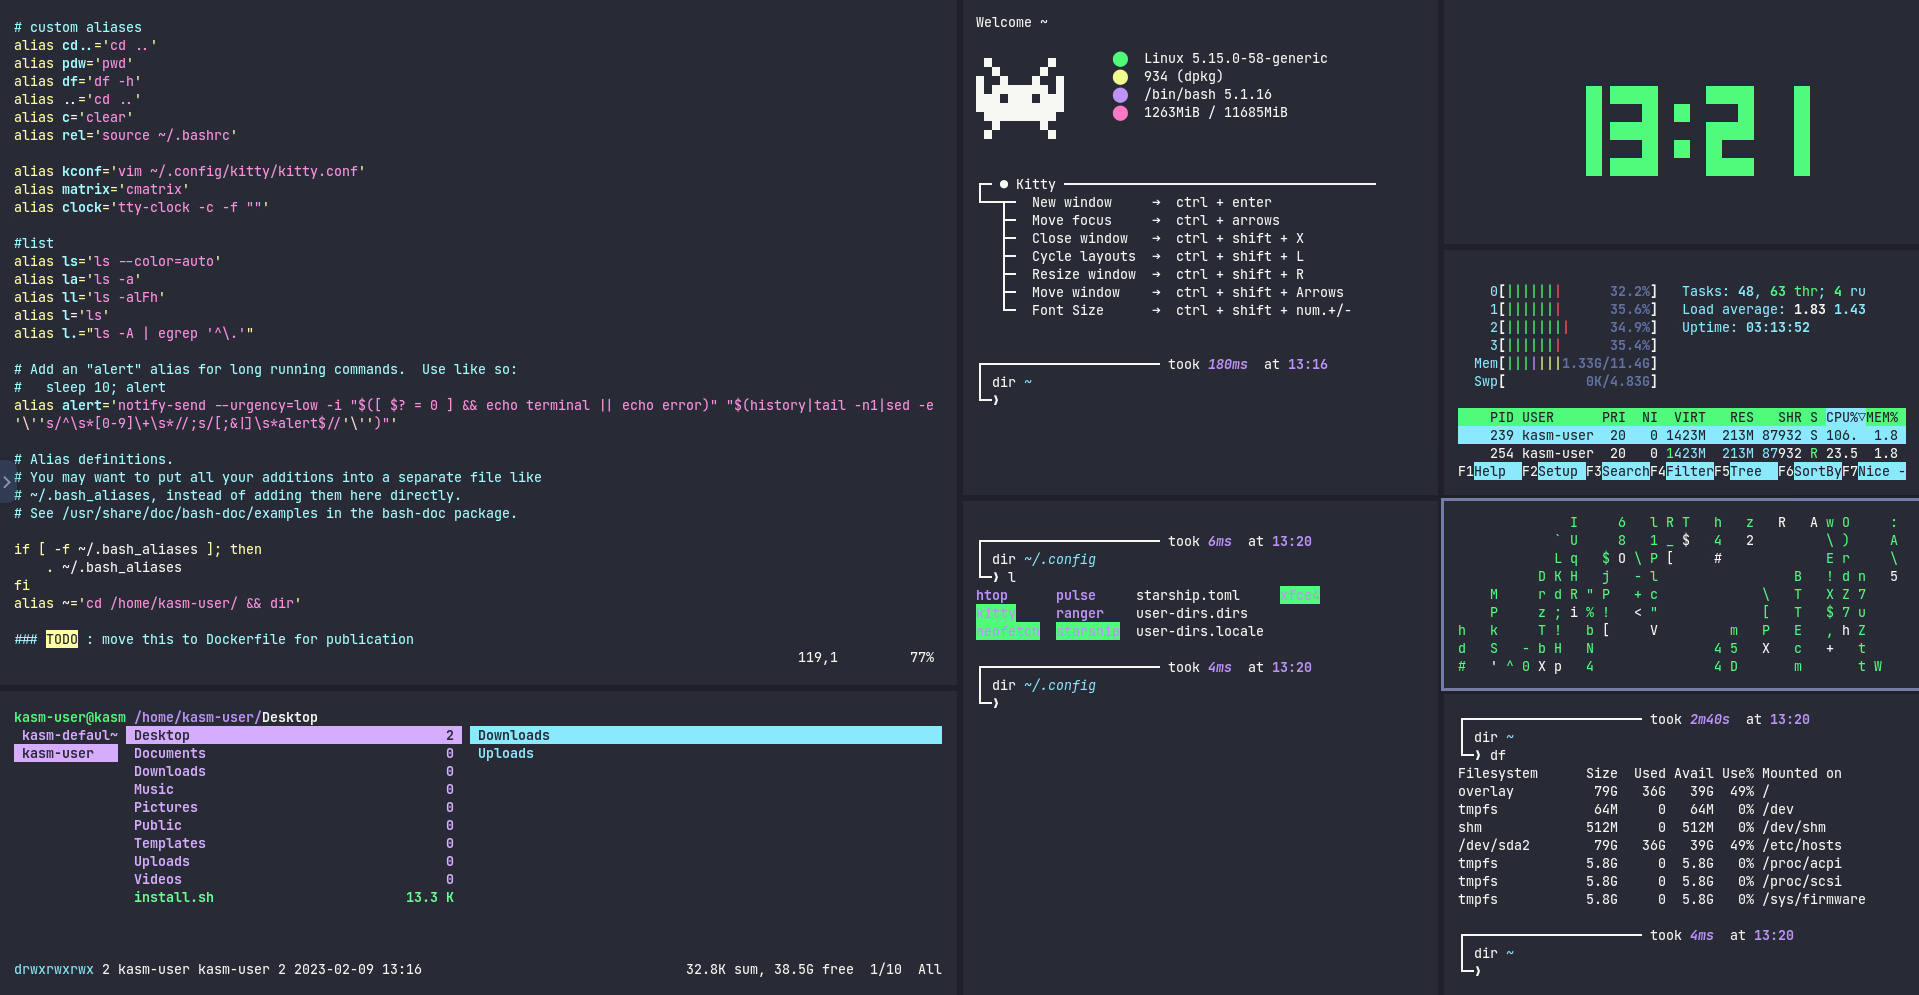 # custom aliases
alias cd..='cd ..'
alias pdw='pwd'
alias df='df -h'
alias ..='cd ..'
alias c='clear'
alias rel='source ~/.bashrc'
alias kconf='vim ~/.config/kitty/kitty.conf'
alias matrix='cmatrix'
alias clock='tty-clock -c -f ""'
#list
alias ls='ls --color=auto'
alias la='ls -a'
alias ll='ls -alFh'
alias l='ls'
alias l.="ls -A | egrep '^\.'"
# Add an "alert" alias for long running commands.  Use like so:
#   sleep 10; alert
alias alert='notify-send --urgency=low -i "$([ $? = 0 ] && echo terminal || echo error)" "$(history|tail -n1|sed -e
'\''s/^\s*[0-9]\+\s*//;s/[;&|]\s*alert$//'\'')"'
# Alias definitions.
# You may want to put all your additions into a separate file like
# ~/.bash_aliases, instead of adding them here directly.
# See /usr/share/doc/bash-doc/examples in the bash-doc package.
if [ -f ~/.bash_aliases ]; then
    . ~/.bash_aliases
fi
alias ~='cd /home/kasm-user/ && dir'
### TODO : move this to Dockerfile for publication
119,1         77%
kasm-user@kasm /home/kasm-user/Desktop
kasm-defaul~
kasm-user
Desktop 2
Documents 0
Downloads 0
Music 0
Pictures 0
Public 0
Templates 0
Uploads 0
Videos 0
install.sh 13.3 K
Downloads
Uploads
drwxrwxrwx 2 kasm-user kasm-user 2 2023-02-09 13:16
32.8K sum, 38.5G free  1/10  All
Welcome ~
Linux 5.15.0-58-generic
934 (dpkg)
/bin/bash 5.1.16
1263MiB / 11685MiB
● Kitty
New window → ctrl + enter
Move focus → ctrl + arrows
Close window → ctrl + shift + X
Cycle layouts → ctrl + shift + L
Resize window → ctrl + shift + R
Move window → ctrl + shift + Arrows
Font Size → ctrl + shift + num.+/-
took 180ms  at 13:16
dir ~
❱
took 6ms  at 13:20
dir ~/.config
❱ l
htop pulse starship.toml xfce4
kitty ranger user-dirs.dirs
neofetch starship user-dirs.locale
took 4ms  at 13:20
dir ~/.config
❱
13:21
0[||||||| 32.2%] Tasks: 48, 63 thr; 4 ru
1[||||||| 35.6%] Load average: 1.83 1.43
2[|||||||| 34.9%] Uptime: 03:13:52
3[||||||| 35.4%]
Mem[|||||||1.33G/11.4G]
Swp[ 0K/4.83G]
PID USER PRI NI VIRT RES SHR S CPU%▽MEM%
239 kasm-user 20 0 1423M 213M 87932 S 106. 1.8
254 kasm-user 20 0 1423M 213M 87932 R 23.5 1.8
F1Help F2Setup F3SearchF4FilterF5Tree F6SortByF7Nice -
I 6 l R T h z R A w O :
` U 8 1 _ $ 4 2 \ ) A
L q $ O \ P [ # E r \
D K H j - l B ! d n 5
M r d R " P + c \ T X Z 7
P z ; i % ! < " [ T $ 7 u
h k T ! b [ V m P E , h Z
d S - b H N 4 5 X c + t
# ' ^ 0 X p 4 4 D m t W
took 2m40s  at 13:20
dir ~
❱ df
Filesystem Size Used Avail Use% Mounted on
overlay 79G 36G 39G 49% /
tmpfs 64M 0 64M 0% /dev
shm 512M 0 512M 0% /dev/shm
/dev/sda2 79G 36G 39G 49% /etc/hosts
tmpfs 5.8G 0 5.8G 0% /proc/acpi
tmpfs 5.8G 0 5.8G 0% /proc/scsi
tmpfs 5.8G 0 5.8G 0% /sys/firmware
took 4ms  at 13:20
dir ~
❱